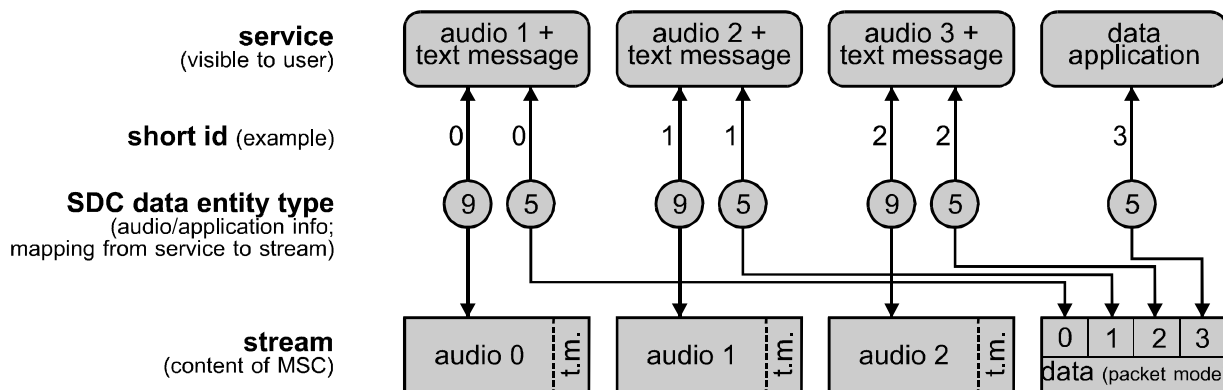 service
(visible to user)
audio 1 +
text message
audio 2 +
text message
audio 3 +
text message
data
application
short id (example)
0 0 1 1 2 2 3
SDC data entity type
(audio/application info;
mapping from service to stream)
9 5 9 5 9 5 5
stream
(content of MSC)
audio 0
t.m.
audio 1
t.m.
audio 2
t.m.
0 1 2 3
data (packet mode